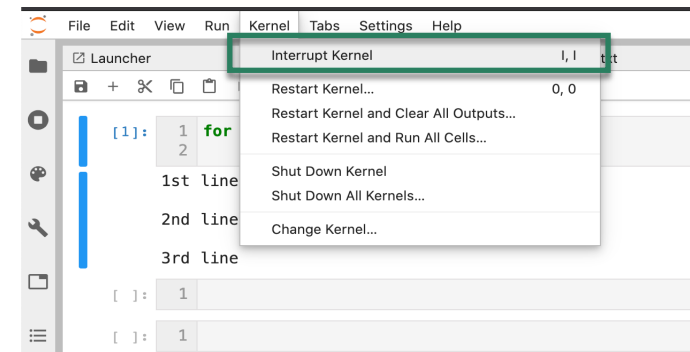 File Edit View Run Kernel Tabs Settings Help
Launcher
Interrupt Kernel I, I
txt
Restart Kernel... 0, 0
Restart Kernel and Clear All Outputs...
Restart Kernel and Run All Cells...
Shut Down Kernel
Shut Down All Kernels...
Change Kernel...
[1]: 1 for
2
1st line
2nd line
3rd line
[ ]: 1
[ ]: 1